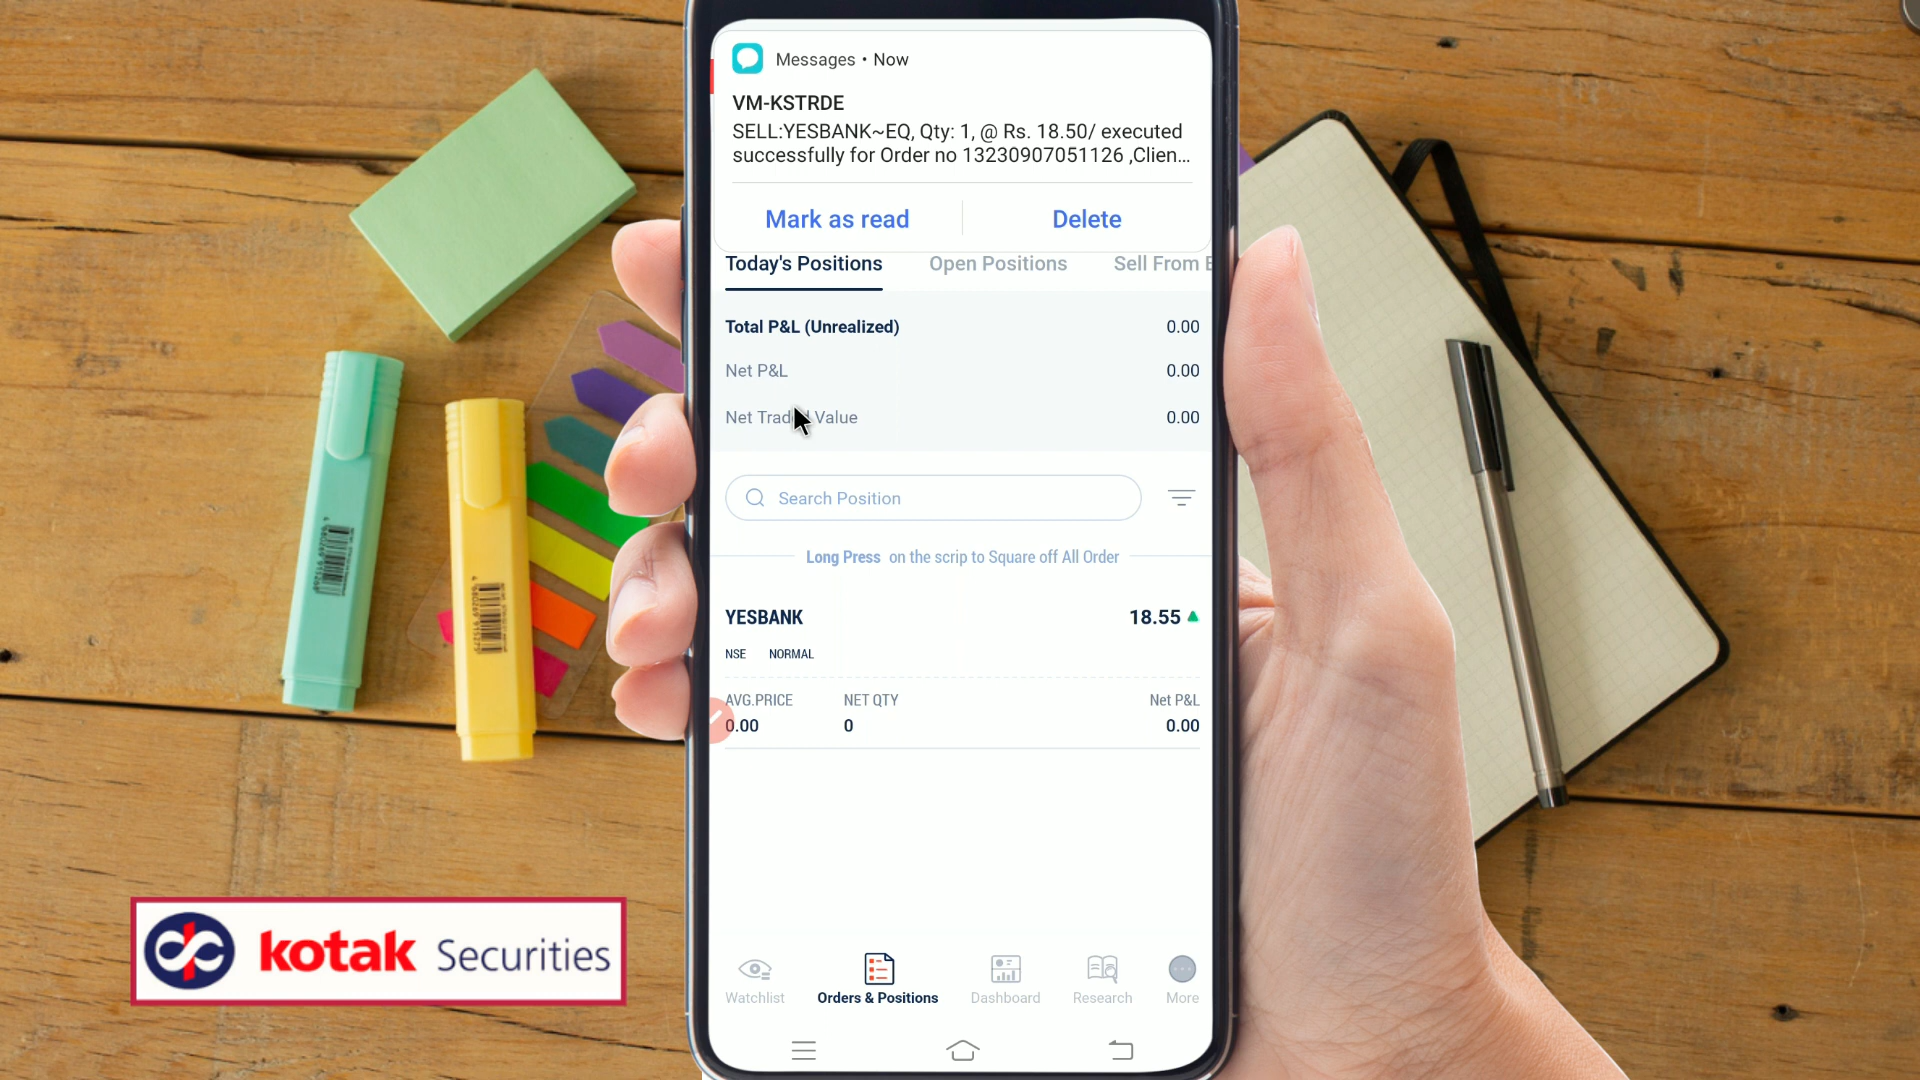 Messages • Now
VM-KSTRDE
SELL:YESBANK~EQ, Qty: 1, @ Rs. 18.50/ executed
successfully for Order no 13230907051126 ,Clien...
Mark as read Delete
Today's Positions Open Positions Sell From
Total P&L (Unrealized) 0.00
Net P&L 0.00
Net Traded Value 0.00
Search Position
Long Press on the scrip to Square off All Order
YESBANK 18.55
NSE NORMAL
AVG.PRICE NET QTY Net P&L
0.00 0 0.00
Watchlist Orders & Positions Dashboard Research More
kotak Securities